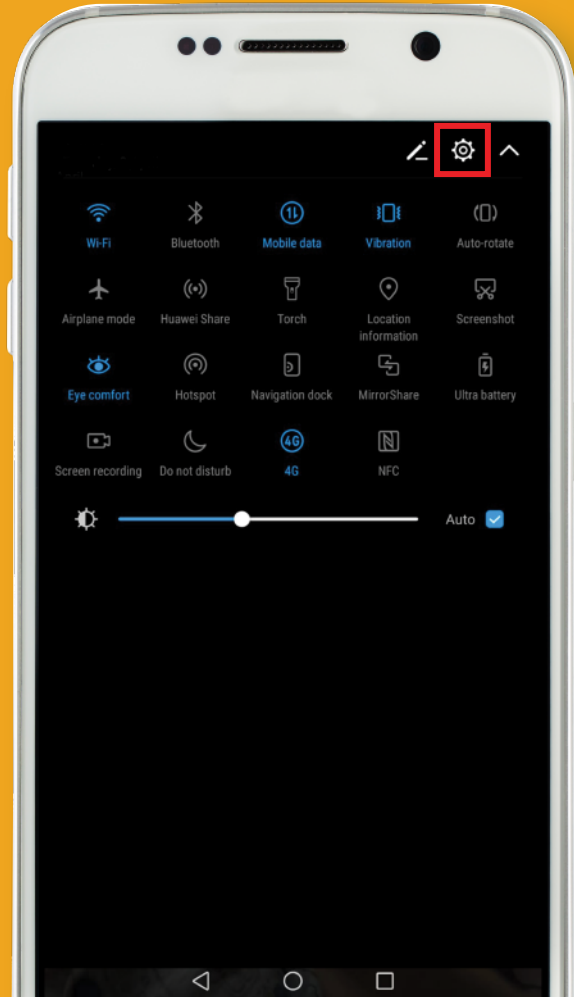 Wi-Fi Bluetooth Mobile data Vibration Auto-rotate
Airplane mode Huawei Share Torch Location information Screenshot
Eye comfort Hotspot Navigation dock MirrorShare Ultra battery
Screen recording Do not disturb 4G 4G NFC
Auto